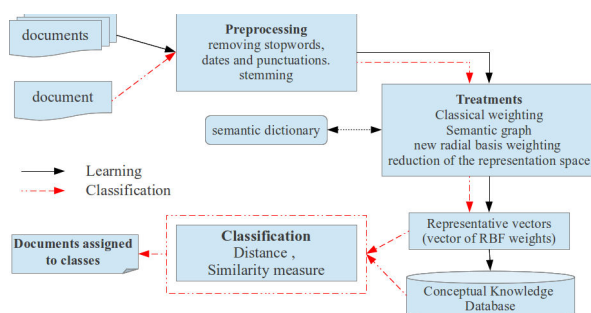 documents
Preprocessing
removing stopwords,
dates and punctuations.
stemming
document
Treatments
Classical weighting
Semantic graph
new radial basis weighting
reduction of the representation space
semantic dictionary
Learning
Classification
Representative vectors
(vector of RBF weights)
Classification
Distance ,
Similarity measure
Documents assigned
to classes
Conceptual Knowledge
Database